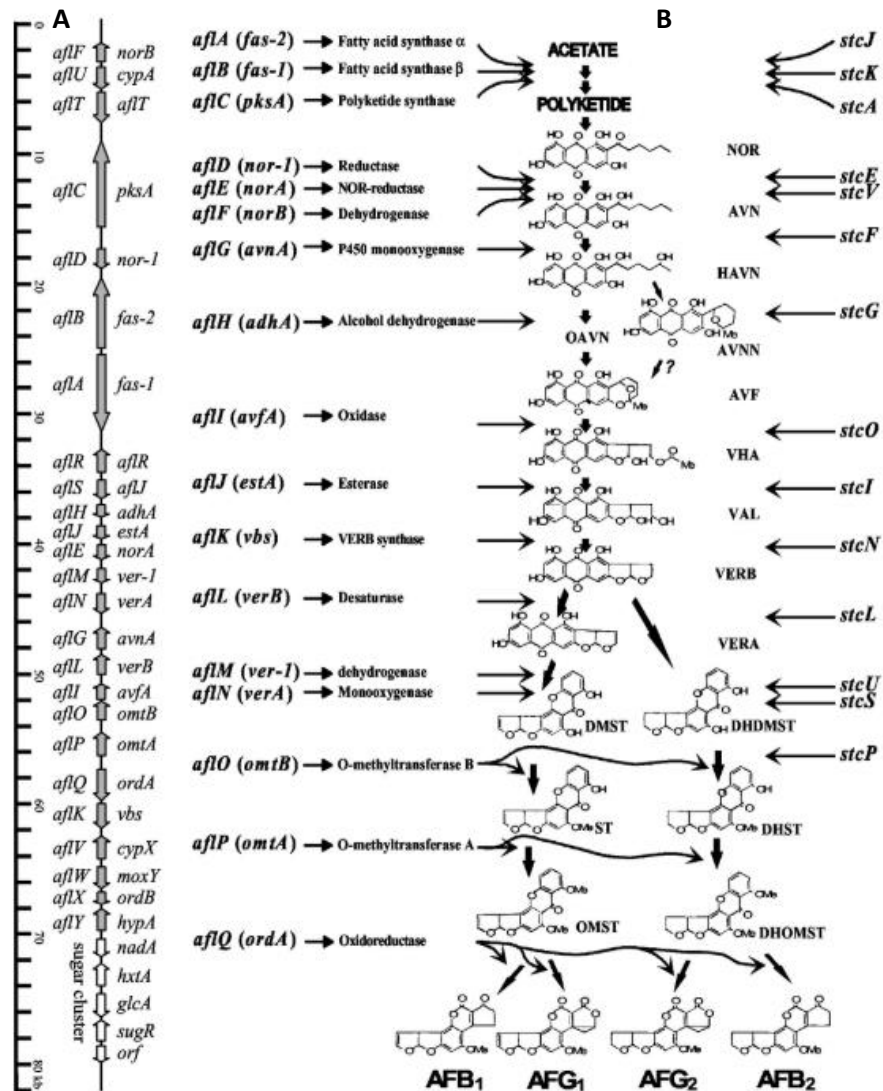 A
B
0
10
20
30
40
50
60
70
80 kb
aflF norB
aflU cypA
aflT aflT
aflC pksA
aflD nor-1
aflB fas-2
aflA fas-1
aflR aflR
aflS aflJ
aflH adhA
aflJ estA
aflE norA
aflM ver-1
aflN verA
aflG avnA
aflL verB
aflI avfA
aflO omtB
aflP omtA
aflQ ordA
aflK vbs
aflV cypX
aflW moxY
aflX ordB
aflY hypA
sugar cluster
nadA
hxtA
glcA
sugR
orf
aflA (fas-2) Fatty acid synthase α
aflB (fas-1) Fatty acid synthase β
aflC (pksA) Polyketide synthase
aflD (nor-1) Reductase
aflE (norA) NOR-reductase
aflF (norB) Dehydrogenase
aflG (avnA) P450 monooxygenase
aflH (adhA) Alcohol dehydrogenase
aflI (avfA) Oxidase
aflJ (estA) Esterase
aflK (vbs) VERB synthase
aflL (verB) Desaturase
aflM (ver-1) dehydrogenase
aflN (verA) Monooxygenase
aflO (omtB) O-methyltransferase B
aflP (omtA) O-methyltransferase A
aflQ (ordA) Oxidoreductase
ACETATE
POLYKETIDE
NOR
AVN
HAVN
OAVN
AVNN
?
AVF
VHA
VAL
VERB
VERA
DMST DHDMST
ST DHST
OMST DHOMST
AFB₁ AFG₁ AFG₂ AFB₂
stcJ
stcK
stcA
stcE
stcV
stcF
stcG
stcO
stcI
stcN
stcL
stcU
stcS
stcP